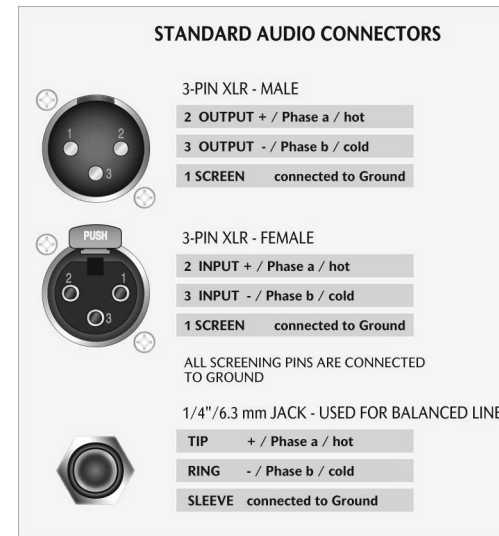 STANDARD AUDIO CONNECTORS
3-PIN XLR - MALE
2 OUTPUT + / Phase a / hot
3 OUTPUT - / Phase b / cold
1 SCREEN connected to Ground
1 2
3
PUSH
3-PIN XLR - FEMALE
2 INPUT + / Phase a / hot
3 INPUT - / Phase b / cold
1 SCREEN connected to Ground
2 1
3
ALL SCREENING PINS ARE CONNECTED
TO GROUND
1/4"/6.3 mm JACK - USED FOR BALANCED LINE
TIP + / Phase a / hot
RING - / Phase b / cold
SLEEVE connected to Ground